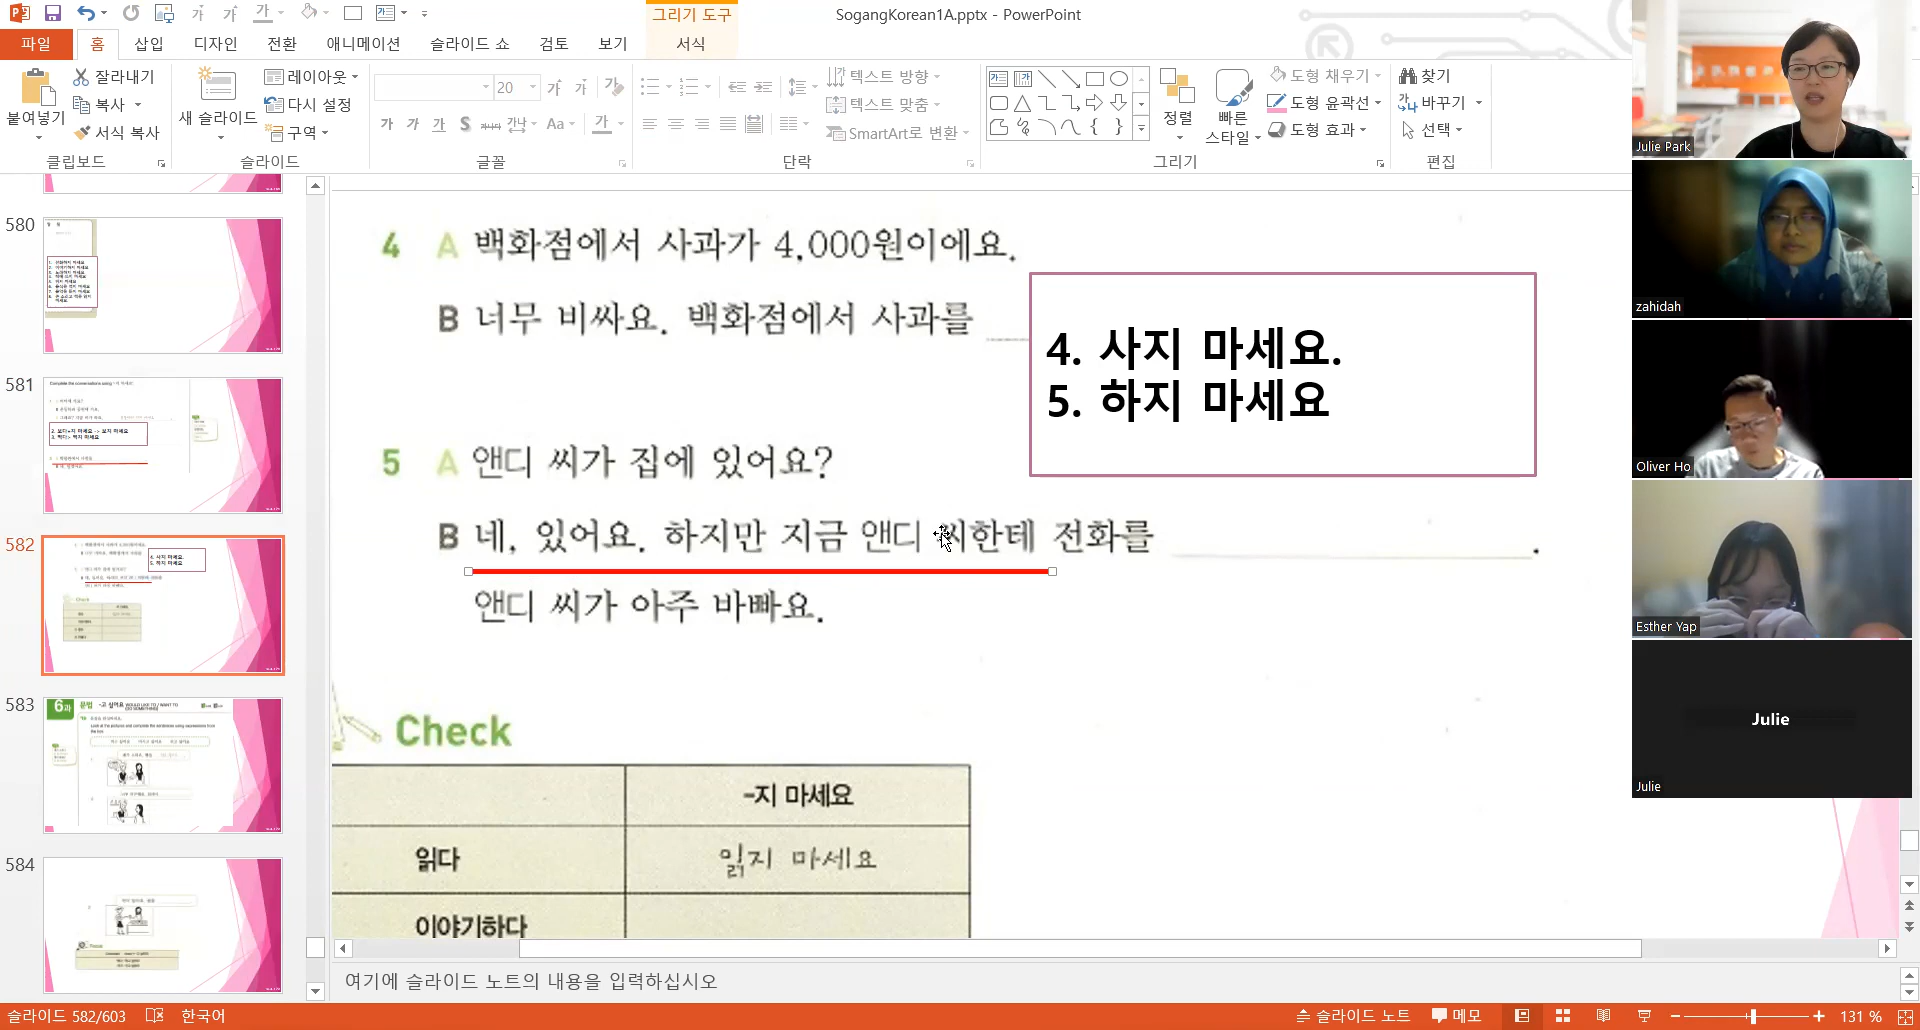 SogangKorean1A.pptx - PowerPoint
그리기 도구
파일 홈 삽입 디자인 전환 애니메이션 슬라이드 쇼 검토 보기 서식
붙여넣기
잘라내기
복사
서식 복사
클립보드
새 슬라이드
레이아웃
다시 설정
구역
슬라이드
20
글꼴
텍스트 방향
텍스트 맞춤
SmartArt로 변환
단락
정렬
빠른 스타일
도형 채우기
도형 윤곽선
도형 효과
그리기
찾기
바꾸기
선택
편집
580
581
582
583
584
4 A 백화점에서 사과가 4,000원이에요.
B 너무 비싸요. 백화점에서 사과를
4. 사지 마세요.
5. 하지 마세요
5 A 앤디 씨가 집에 있어요?
B 네, 있어요. 하지만 지금 앤디 씨한테 전화를 .
앤디 씨가 아주 바빠요.
Check
-지 마세요
읽다 읽지 마세요
이야기하다
여기에 슬라이드 노트의 내용을 입력하십시오
슬라이드 582/603 한국어
슬라이드 노트 메모 131 %
Julie Park
zahidah
Oliver Ho
Esther Yap
Julie
Julie